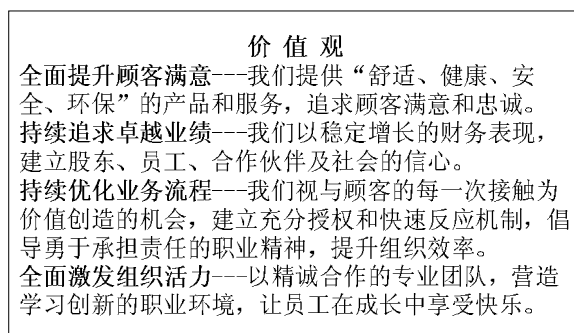 价 值 观
全面提升顾客满意---我们提供“舒适、健康、安
全、环保”的产品和服务，追求顾客满意和忠诚。
持续追求卓越业绩---我们以稳定增长的财务表现，
建立股东、员工、合作伙伴及社会的信心。
持续优化业务流程---我们视与顾客的每一次接触为
价值创造的机会，建立充分授权和快速反应机制，倡
导勇于承担责任的职业精神，提升组织效率。
全面激发组织活力---以精诚合作的专业团队，营造
学习创新的职业环境，让员工在成长中享受快乐。